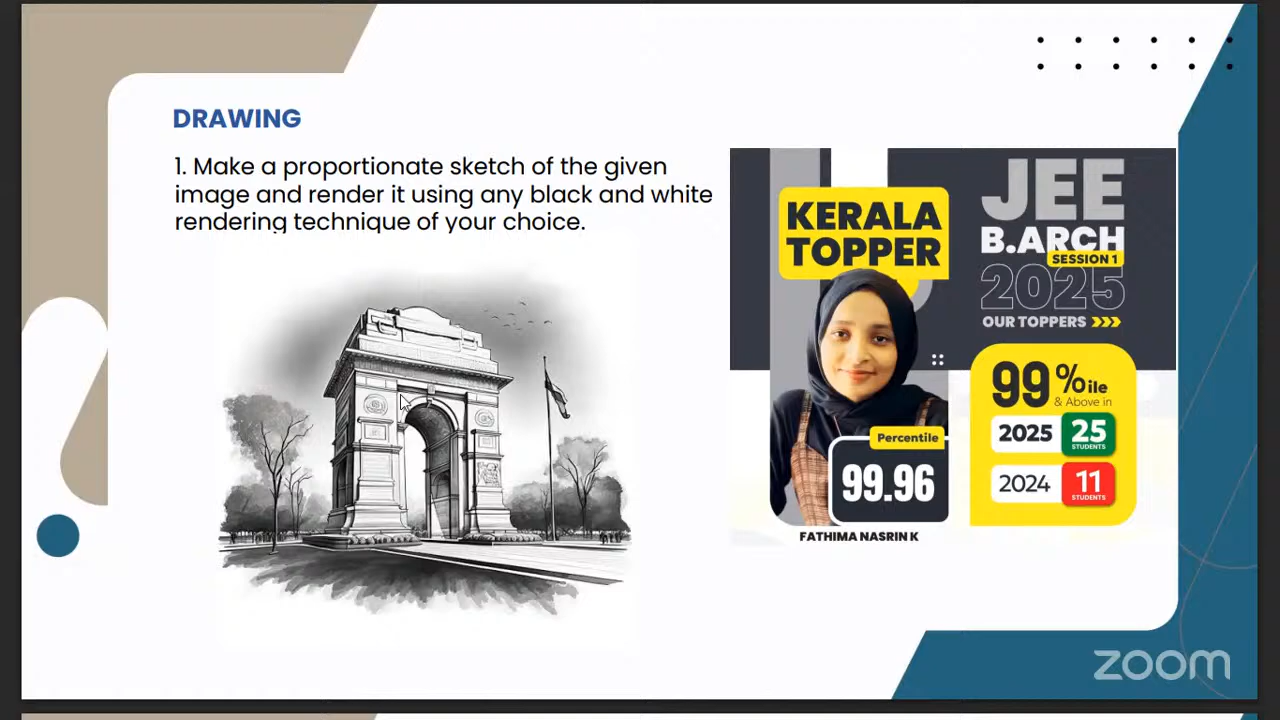 DRAWING
1. Make a proportionate sketch of the given
image and render it using any black and white
rendering technique of your choice.
KERALA
TOPPER
JEE
B.ARCH
SESSION 1
2025
OUR TOPPERS
99%ile
& Above in
2025 25
STUDENTS
2024 11
STUDENTS
Percentile
99.96
FATHIMA NASRIN K
zoom